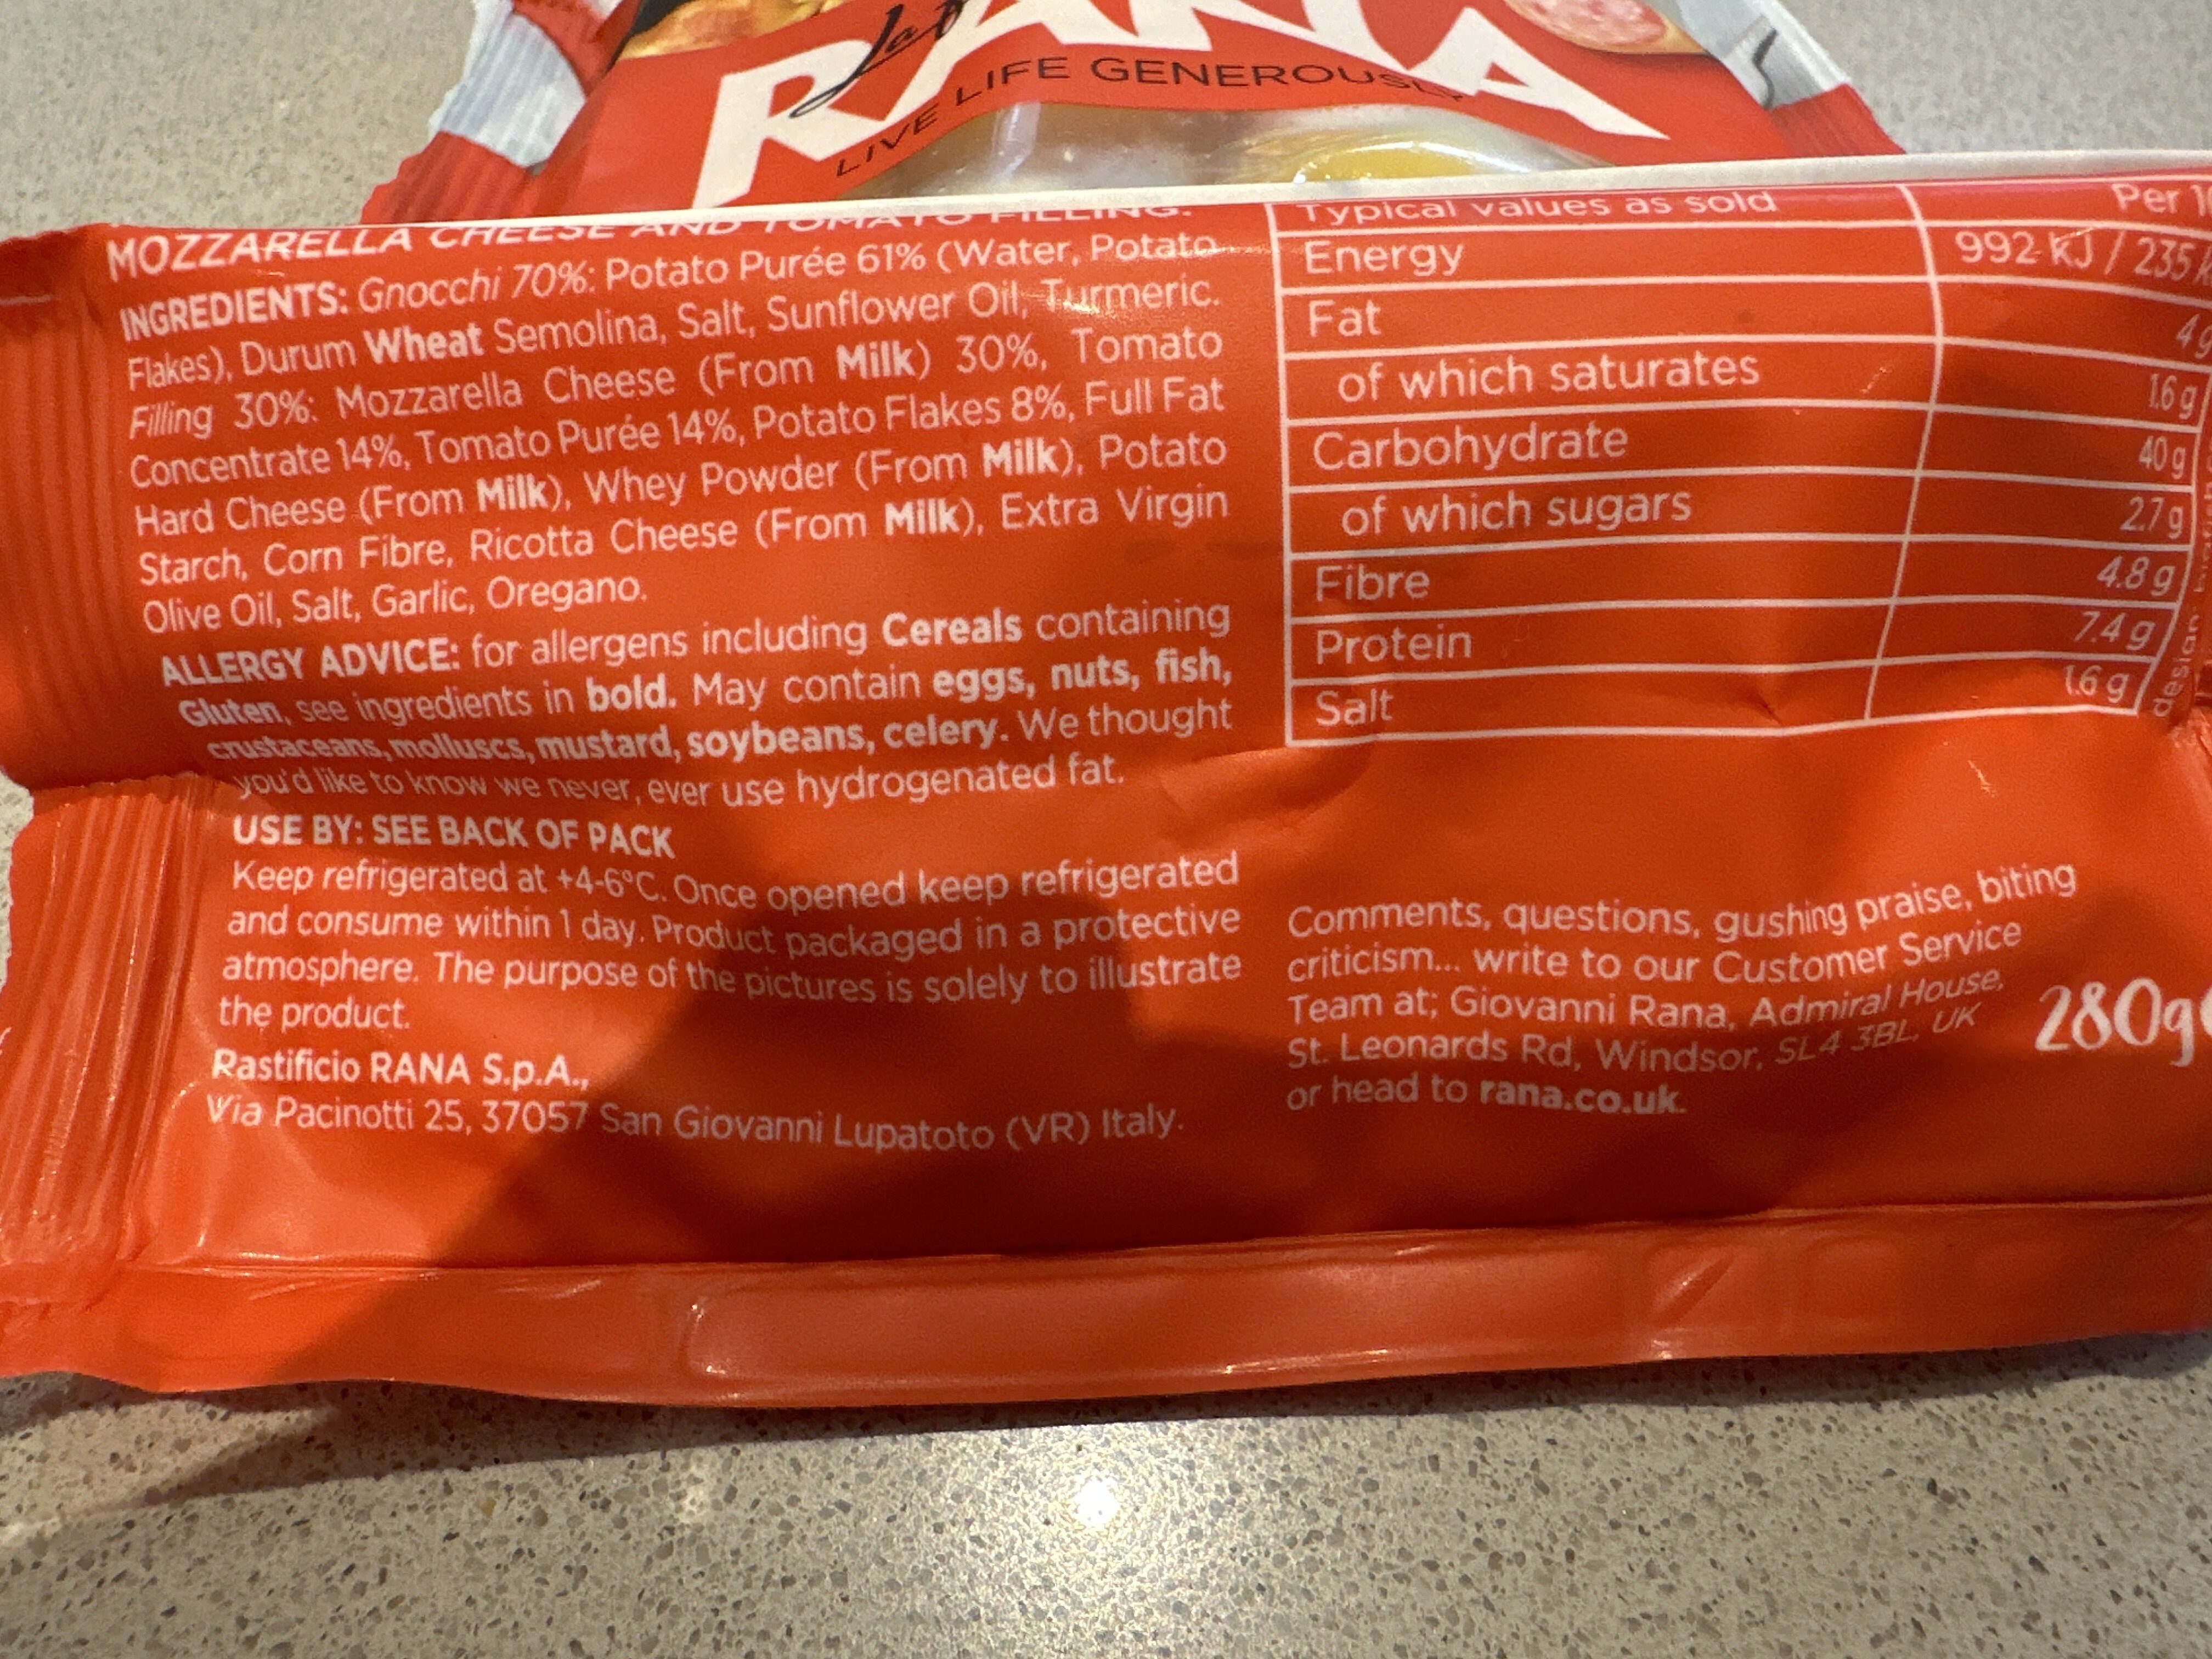 RANA
LIVE LIFE GENEROUSLY
MOZZARELLA CHEESE AND TOMATO FILLING.
INGREDIENTS: Gnocchi 70%: Potato Purée 61% (Water, Potato
Flakes), Durum Wheat Semolina, Salt, Sunflower Oil, Turmeric.
Filling 30%: Mozzarella Cheese (From Milk) 30%, Tomato
Concentrate 14%, Tomato Purée 14%, Potato Flakes 8%, Full Fat
Hard Cheese (From Milk), Whey Powder (From Milk), Potato
Starch, Corn Fibre, Ricotta Cheese (From Milk), Extra Virgin
Olive Oil, Salt, Garlic, Oregano.
ALLERGY ADVICE: for allergens including Cereals containing
Gluten, see ingredients in bold. May contain eggs, nuts, fish,
crustaceans, molluscs, mustard, soybeans, celery. We thought
you'd like to know we never, ever use hydrogenated fat.
USE BY: SEE BACK OF PACK
Keep refrigerated at +4-6°C. Once opened keep refrigerated
and consume within 1 day. Product packaged in a protective
atmosphere. The purpose of the pictures is solely to illustrate
the product.
Pastificio RANA S.p.A.,
Via Pacinotti 25, 37057 San Giovanni Lupatoto (VR) Italy.
Typical values as sold Per
Energy 992 kJ / 235
Fat 4g
of which saturates 1.6 g
Carbohydrate 40 g
of which sugars 2.7 g
Fibre 4.8 g
Protein 7.4 g
Salt 1.6 g
design:
Comments, questions, gushing praise, biting
criticism... write to our Customer Service
Team at; Giovanni Rana, Admiral House,
St. Leonards Rd, Windsor, SL4 3BL, UK
or head to rana.co.uk.
280g